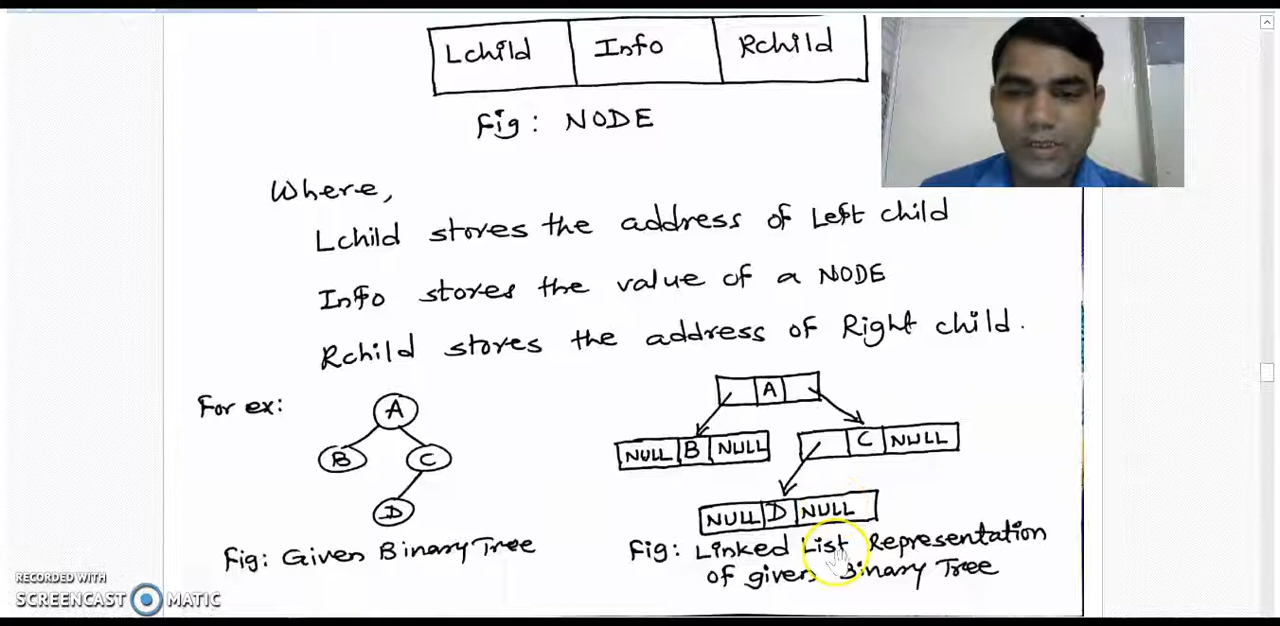 Lchild Info Rchild
Fig: NODE
Where,
Lchild stores the address of Left child
Info stores the value of a NODE
Rchild stores the address of Right child.
For ex:
A
B C
D
Fig: Given Binary Tree
A
NULL B NULL C NULL
NULL D NULL
Fig: Linked List Representation
of given Binary Tree
RECORDED WITH
SCREENCAST MATIC